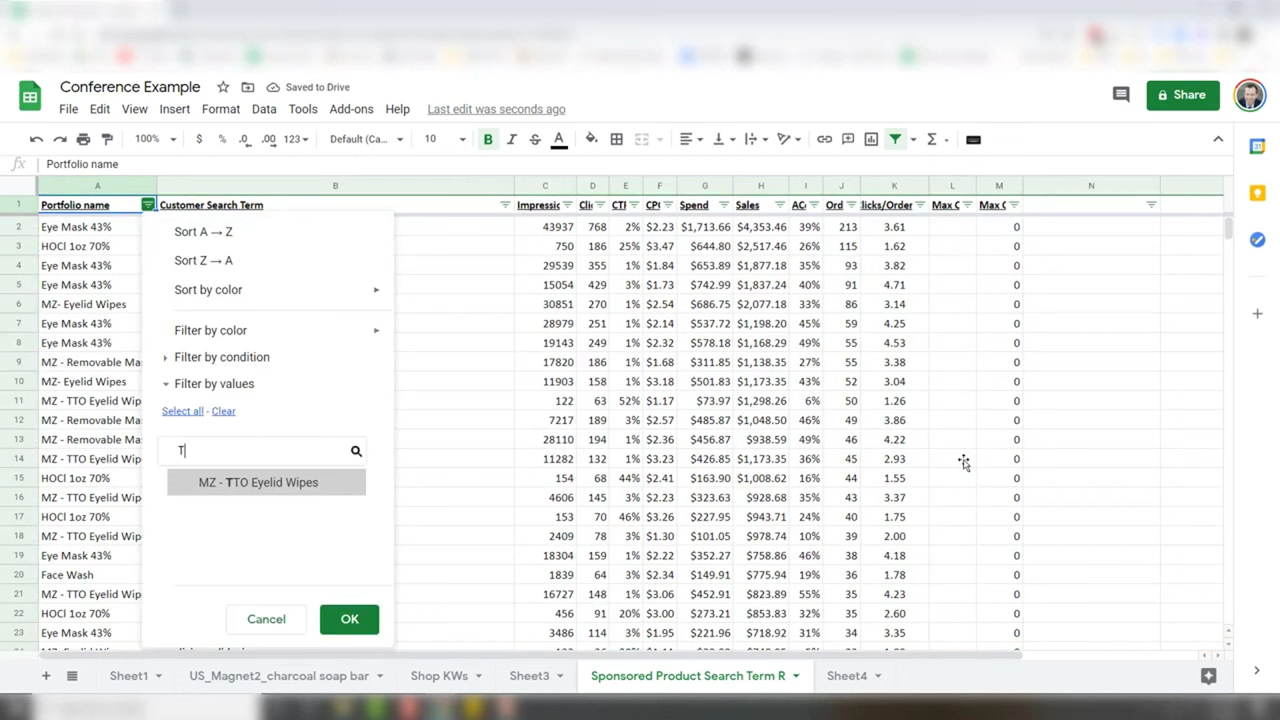 Conference Example
Saved to Drive
File Edit View Insert Format Data Tools Add-ons Help Last edit was seconds ago
Share
100% $ % .0 .00 123 Default (Ca... 10 B I S A
fx Portfolio name
A B C D E F G H I J K L M N
1 Portfolio name Customer Search Term Impressic Clic CTI CPC Spend Sales AC Ord licks/Order Max C Max C
2 Eye Mask 43% 43937 768 2% $2.23 $1,713.66 $4,353.46 39% 213 3.61 0
3 HOCl 1oz 70% 750 186 25% $3.47 $644.80 $2,517.46 26% 115 1.62 0
4 Eye Mask 43% 29539 355 1% $1.84 $653.89 $1,877.18 35% 93 3.82 0
5 Eye Mask 43% 15054 429 3% $1.73 $742.99 $1,837.24 40% 91 4.71 0
6 MZ- Eyelid Wipes 30851 270 1% $2.54 $686.75 $2,077.18 33% 86 3.14 0
7 Eye Mask 43% 28979 251 1% $2.14 $537.72 $1,198.20 45% 59 4.25 0
8 Eye Mask 43% 19143 249 1% $2.32 $578.18 $1,168.29 49% 55 4.53 0
9 MZ - Removable Ma 17820 186 1% $1.68 $311.85 $1,138.35 27% 55 3.38 0
10 MZ- Eyelid Wipes 11903 158 1% $3.18 $501.83 $1,173.35 43% 52 3.04 0
11 MZ - TTO Eyelid Wip 122 63 52% $1.17 $73.97 $1,298.26 6% 50 1.26 0
12 MZ - Removable Ma 7217 189 3% $2.57 $485.87 $1,048.50 46% 49 3.86 0
13 MZ - Removable Ma 28110 194 1% $2.36 $456.87 $938.59 49% 46 4.22 0
14 MZ - TTO Eyelid Wip 11282 132 1% $3.23 $426.85 $1,173.35 36% 45 2.93 0
15 HOCl 1oz 70% 154 68 44% $2.41 $163.90 $1,008.62 16% 44 1.55 0
16 MZ - TTO Eyelid Wip 4606 145 3% $2.23 $323.63 $928.68 35% 43 3.37 0
17 HOCl 1oz 70% 153 70 46% $3.26 $227.95 $943.71 24% 40 1.75 0
18 MZ - TTO Eyelid Wip 2409 78 3% $1.30 $101.05 $978.74 10% 39 2.00 0
19 Eye Mask 43% 18304 159 1% $2.22 $352.27 $758.86 46% 38 4.18 0
20 Face Wash 1839 64 3% $2.34 $149.91 $775.94 19% 36 1.78 0
21 MZ - TTO Eyelid Wip 16727 148 1% $3.06 $452.91 $823.89 55% 35 4.23 0
22 HOCl 1oz 70% 456 91 20% $3.00 $273.21 $853.83 32% 35 2.60 0
23 Eye Mask 43% 3486 114 3% $1.95 $221.96 $718.92 31% 34 3.35 0
Sort A → Z
Sort Z → A
Sort by color
Filter by color
Filter by condition
Filter by values
Select all - Clear
T
MZ - TTO Eyelid Wipes
Cancel OK
Sheet1 US_Magnet2_charcoal soap bar Shop KWs Sheet3 Sponsored Product Search Term R Sheet4